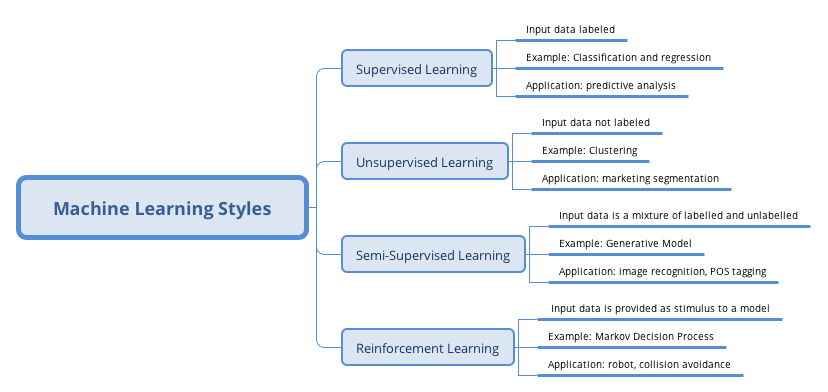 Machine Learning Styles
Supervised Learning
Input data labeled
Example: Classification and regression
Application: predictive analysis
Unsupervised Learning
Input data not labeled
Example: Clustering
Application: marketing segmentation
Semi-Supervised Learning
Input data is a mixture of labelled and unlabelled
Example: Generative Model
Application: image recognition, POS tagging
Reinforcement Learning
Input data is provided as stimulus to a model
Example: Markov Decision Process
Application: robot, collision avoidance